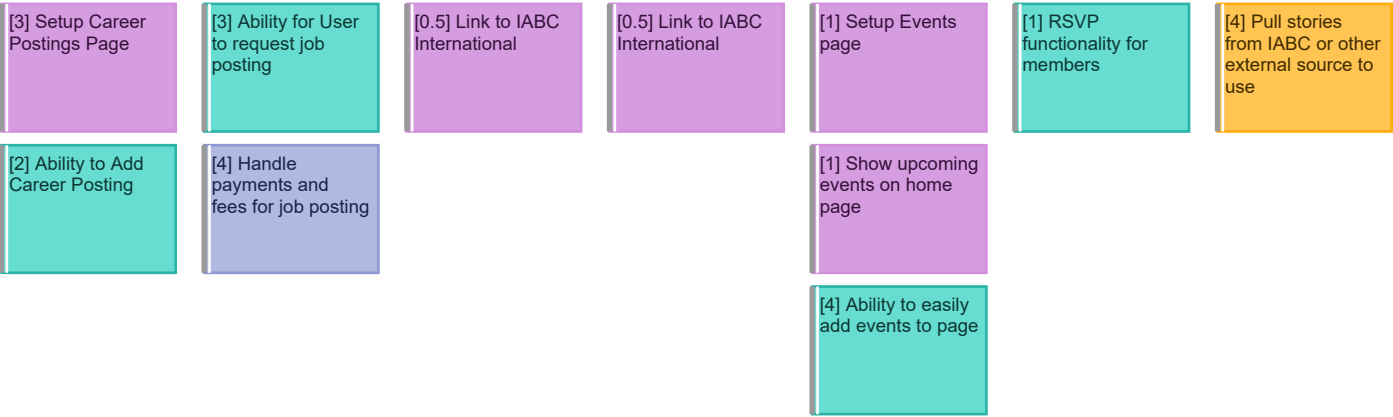 [3] Setup Career
Postings Page
[3] Ability for User
to request job
posting
[0.5] Link to IABC
International
[0.5] Link to IABC
International
[1] Setup Events
page
[1] RSVP
functionality for
members
[4] Pull stories
from IABC or other
external source to
use
[2] Ability to Add
Career Posting
[4] Handle
payments and
fees for job posting
[1] Show upcoming
events on home
page
[4] Ability to easily
add events to page